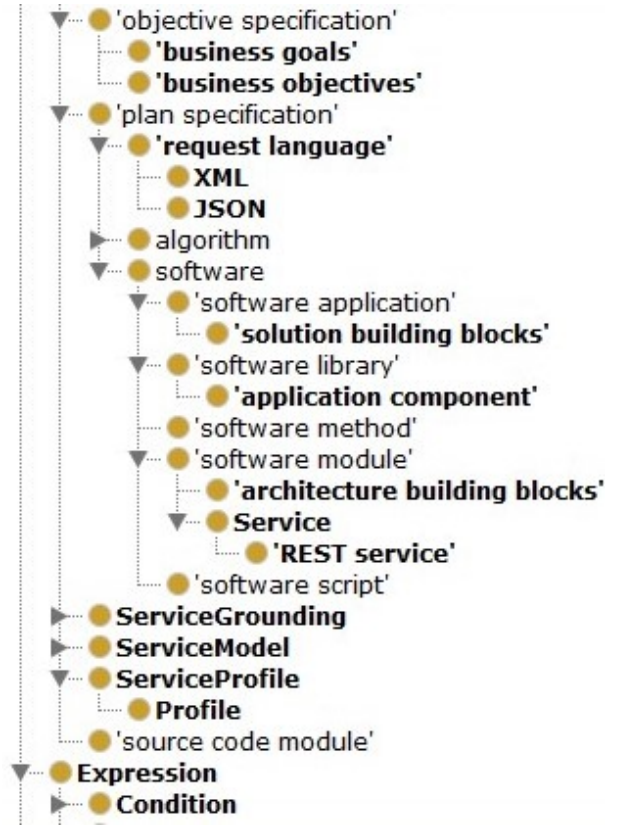 'objective specification'
'business goals'
'business objectives'
'plan specification'
'request language'
XML
JSON
algorithm
software
'software application'
'solution building blocks'
'software library'
'application component'
'software method'
'software module'
'architecture building blocks'
Service
'REST service'
'software script'
ServiceGrounding
ServiceModel
ServiceProfile
Profile
'source code module'
Expression
Condition